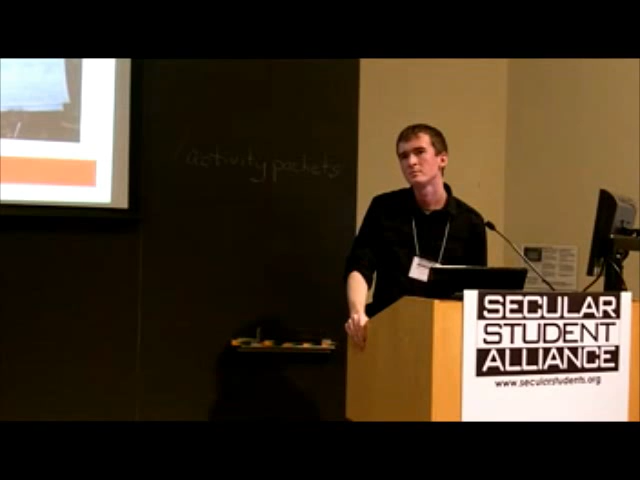 activity packets
SECULAR
STUDENT
ALLIANCE
www.secularstudents.org